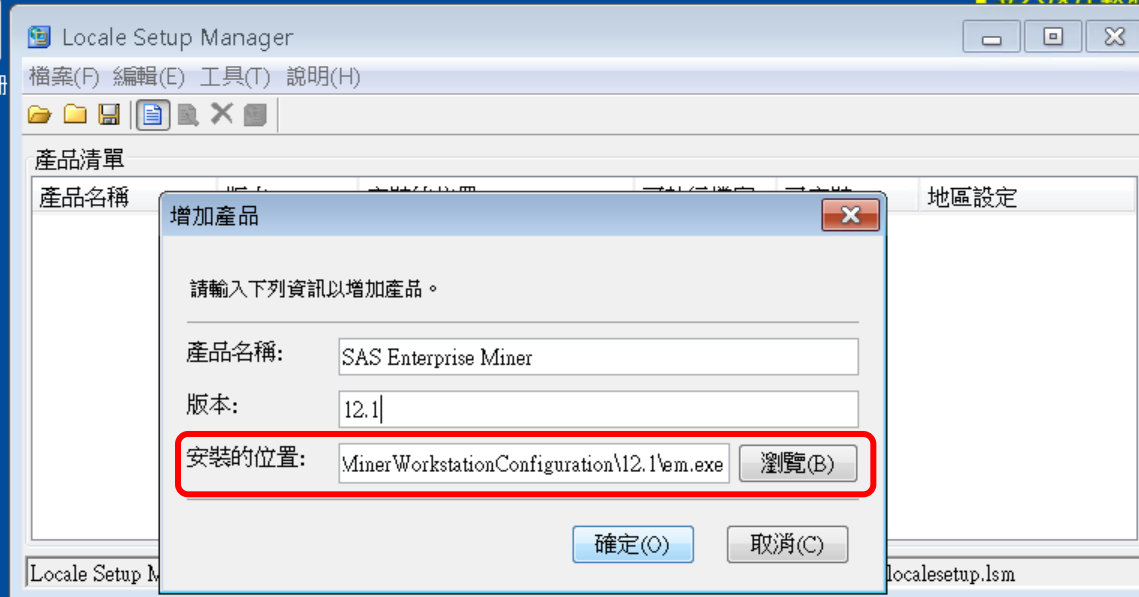 Locale Setup Manager
檔案(F) 編輯(E) 工具(T) 說明(H)
產品清單
產品名稱 地區設定
增加產品
請輸入下列資訊以增加產品。
產品名稱: SAS Enterprise Miner
版本: 12.1
安裝的位置: MinerWorkstationConfiguration\12.1\em.exe 瀏覽(B)
確定(O) 取消(C)
Locale Setup localesetup.lsm